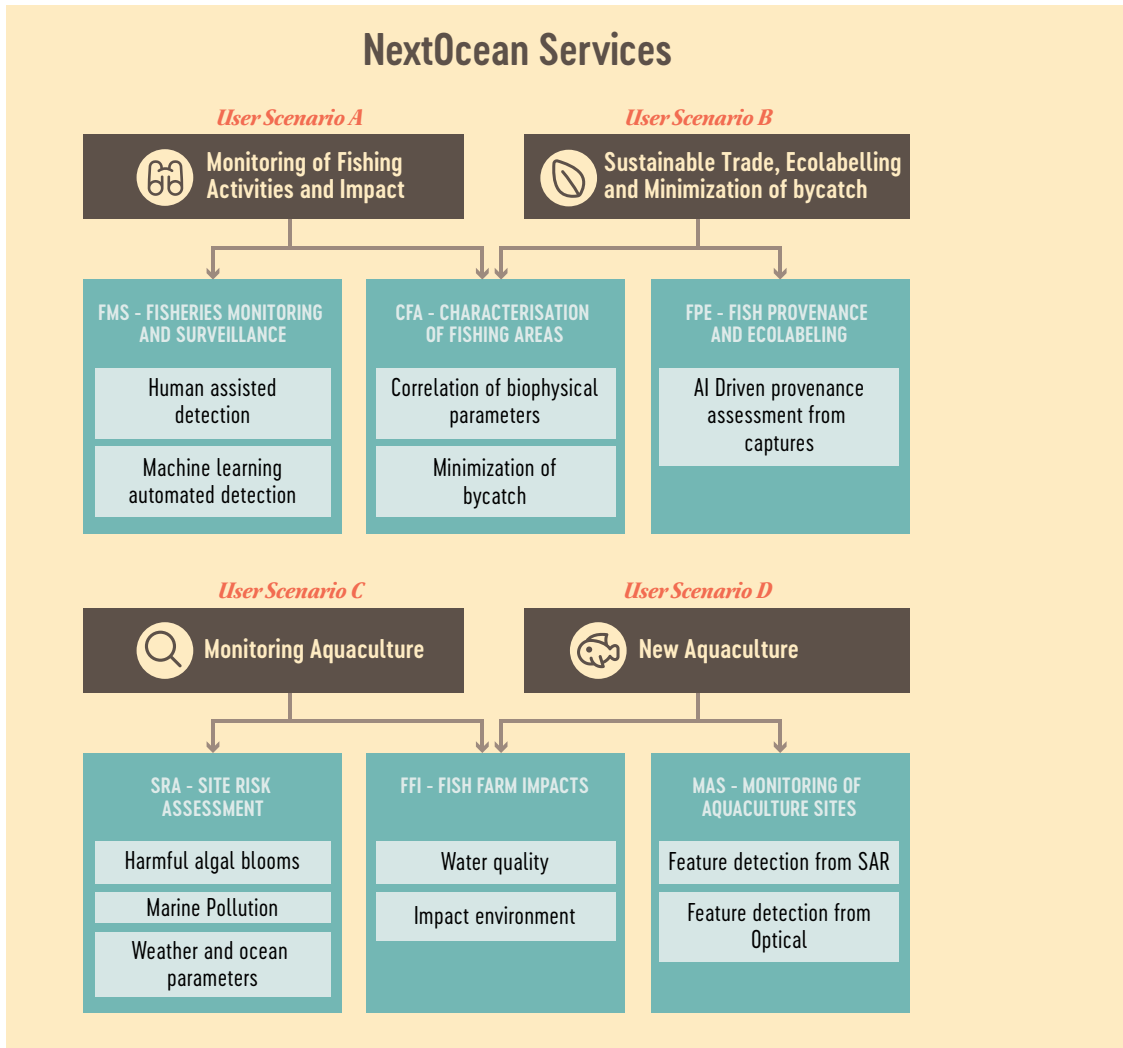 NextOcean Services
User Scenario A
Monitoring of Fishing
Activities and Impact
User Scenario B
Sustainable Trade, Ecolabelling
and Minimization of bycatch
FMS - FISHERIES MONITORING
AND SURVEILLANCE
Human assisted
detection
Machine learning
automated detection
CFA - CHARACTERISATION
OF FISHING AREAS
Correlation of biophysical
parameters
Minimization of
bycatch
FPE - FISH PROVENANCE
AND ECOLABELING
AI Driven provenance
assessment from
captures
User Scenario C
Monitoring Aquaculture
User Scenario D
New Aquaculture
SRA - SITE RISK
ASSESSMENT
Harmful algal blooms
Marine Pollution
Weather and ocean
parameters
FFI - FISH FARM IMPACTS
Water quality
Impact environment
MAS - MONITORING OF
AQUACULTURE SITES
Feature detection from SAR
Feature detection from
Optical